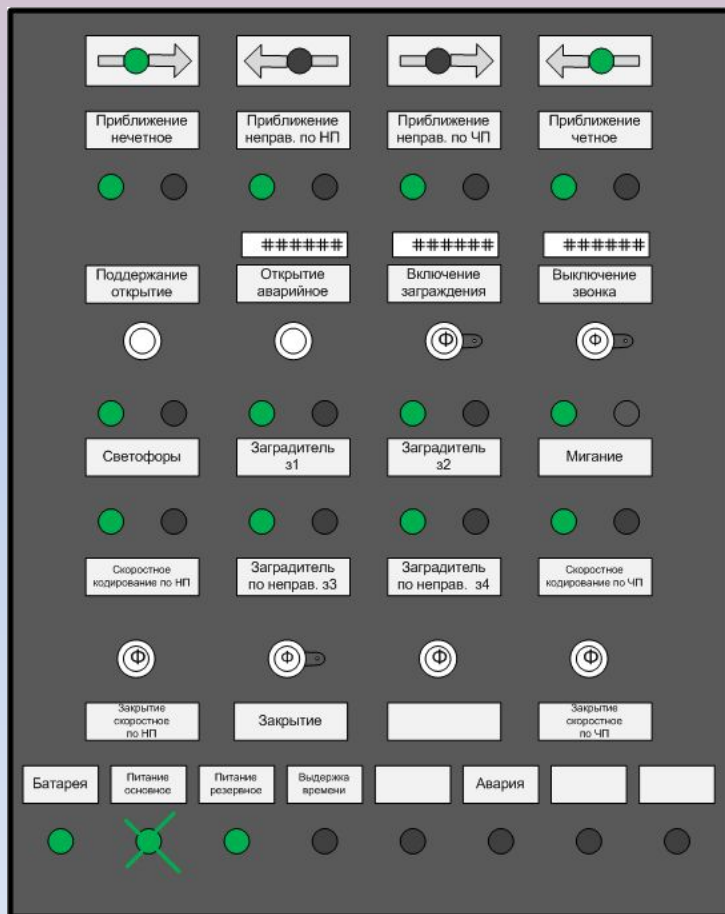 Приближение
нечетное
Приближение
неправ. по НП
Приближение
неправ. по ЧП
Приближение
четное
######
######
######
Поддержание
открытие
Открытие
аварийное
Включение
заграждения
Выключение
звонка
Ф
Ф
Светофоры
Заградитель
з1
Заградитель
з2
Мигание
Скоростное
кодирование по НП
Заградитель
по неправ. з3
Заградитель
по неправ. з4
Скоростное
кодирование по ЧП
Ф
Ф
Ф
Ф
Закрытие
скоростное
по НП
Закрытие
Закрытие
скоростное
по ЧП
Батарея
Питание
основное
Питание
резервное
Выдержка
времени
Авария